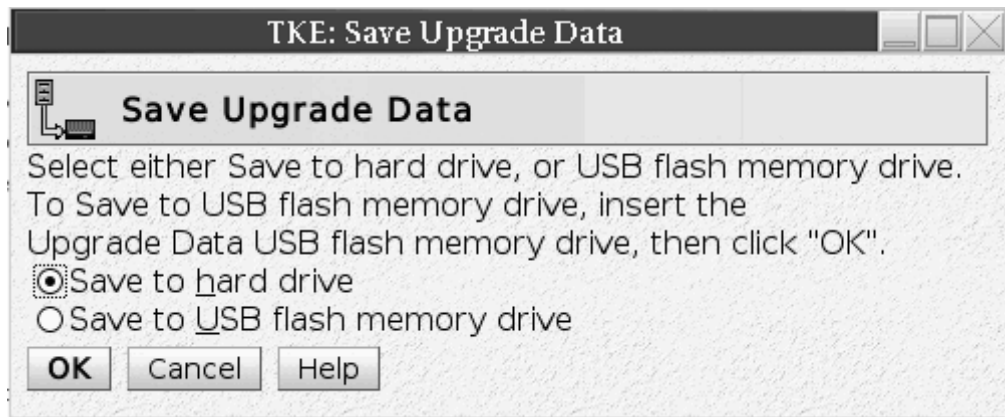 TKE: Save Upgrade Data
Save Upgrade Data
Select either Save to hard drive, or USB flash memory drive.
To Save to USB flash memory drive, insert the
Upgrade Data USB flash memory drive, then click "OK".
Save to hard drive
Save to USB flash memory drive
OK Cancel Help